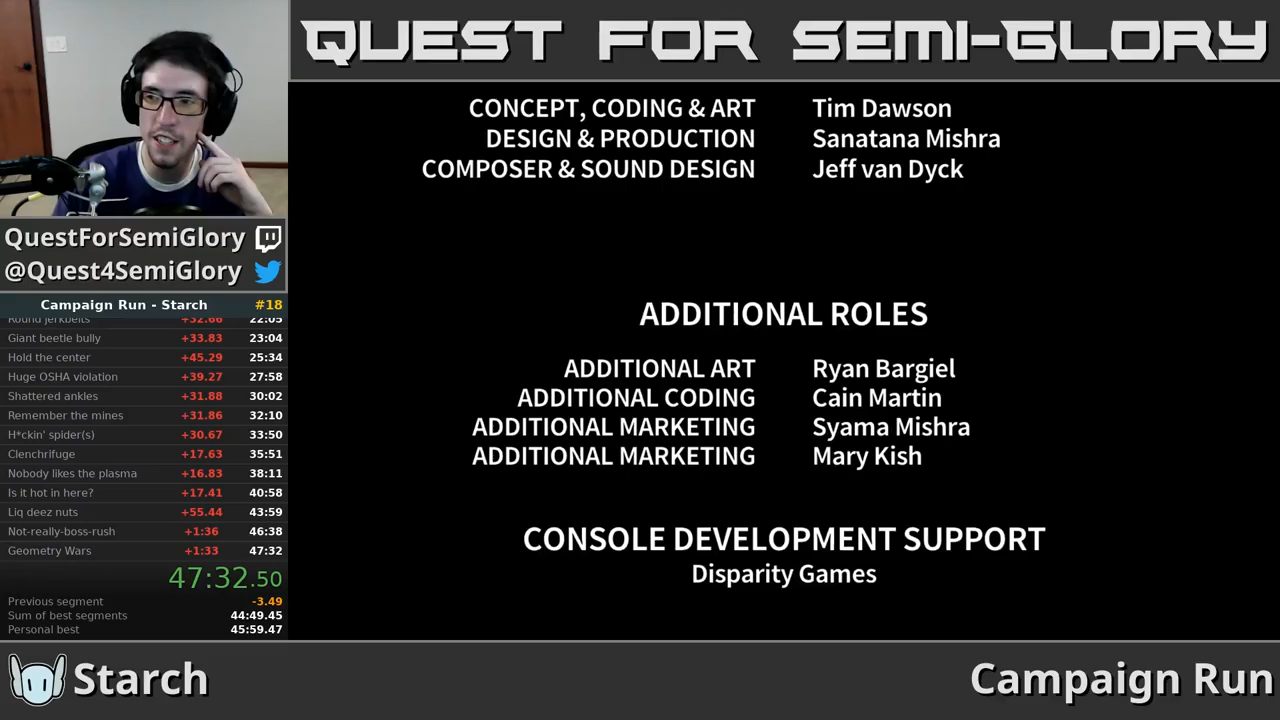 QUEST FOR SEMI-GLORY
CONCEPT, CODING & ART Tim Dawson
DESIGN & PRODUCTION Sanatana Mishra
COMPOSER & SOUND DESIGN Jeff van Dyck
ADDITIONAL ROLES
ADDITIONAL ART Ryan Bargiel
ADDITIONAL CODING Cain Martin
ADDITIONAL MARKETING Syama Mishra
ADDITIONAL MARKETING Mary Kish
CONSOLE DEVELOPMENT SUPPORT
Disparity Games
QuestForSemiGlory
@Quest4SemiGlory
Campaign Run - Starch #18
Round jerkbelts +32.66 22:05
Giant beetle bully +33.83 23:04
Hold the center +45.29 25:34
Huge OSHA violation +39.27 27:58
Shattered ankles +31.88 30:02
Remember the mines +31.86 32:10
H*ckin' spider(s) +30.67 33:50
Clenchrifuge +17.63 35:51
Nobody likes the plasma +16.83 38:11
Is it hot in here? +17.41 40:58
Liq deez nuts +55.44 43:59
Not-really-boss-rush +1:36 46:38
Geometry Wars +1:33 47:32
47:32.50
Previous segment -3.49
Sum of best segments 44:49.45
Personal best 45:59.47
Starch
Campaign Run